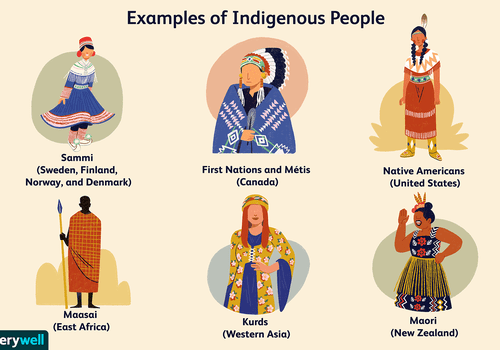 Examples of Indigenous People
Sammi
(Sweden, Finland,
Norway, and Denmark)
First Nations and Métis
(Canada)
Native Americans
(United States)
Maasai
(East Africa)
Kurds
(Western Asia)
Maori
(New Zealand)
erywell